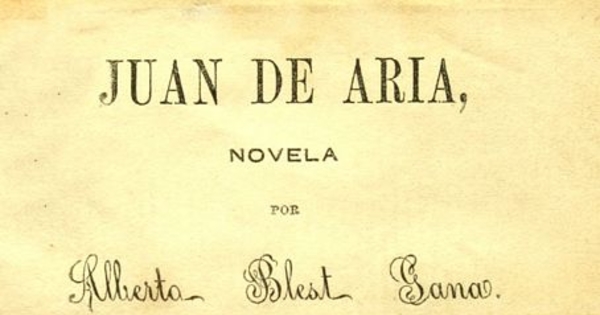 JUAN DE ARIA,
NOVELA
POR
Alberto Blest Gana.